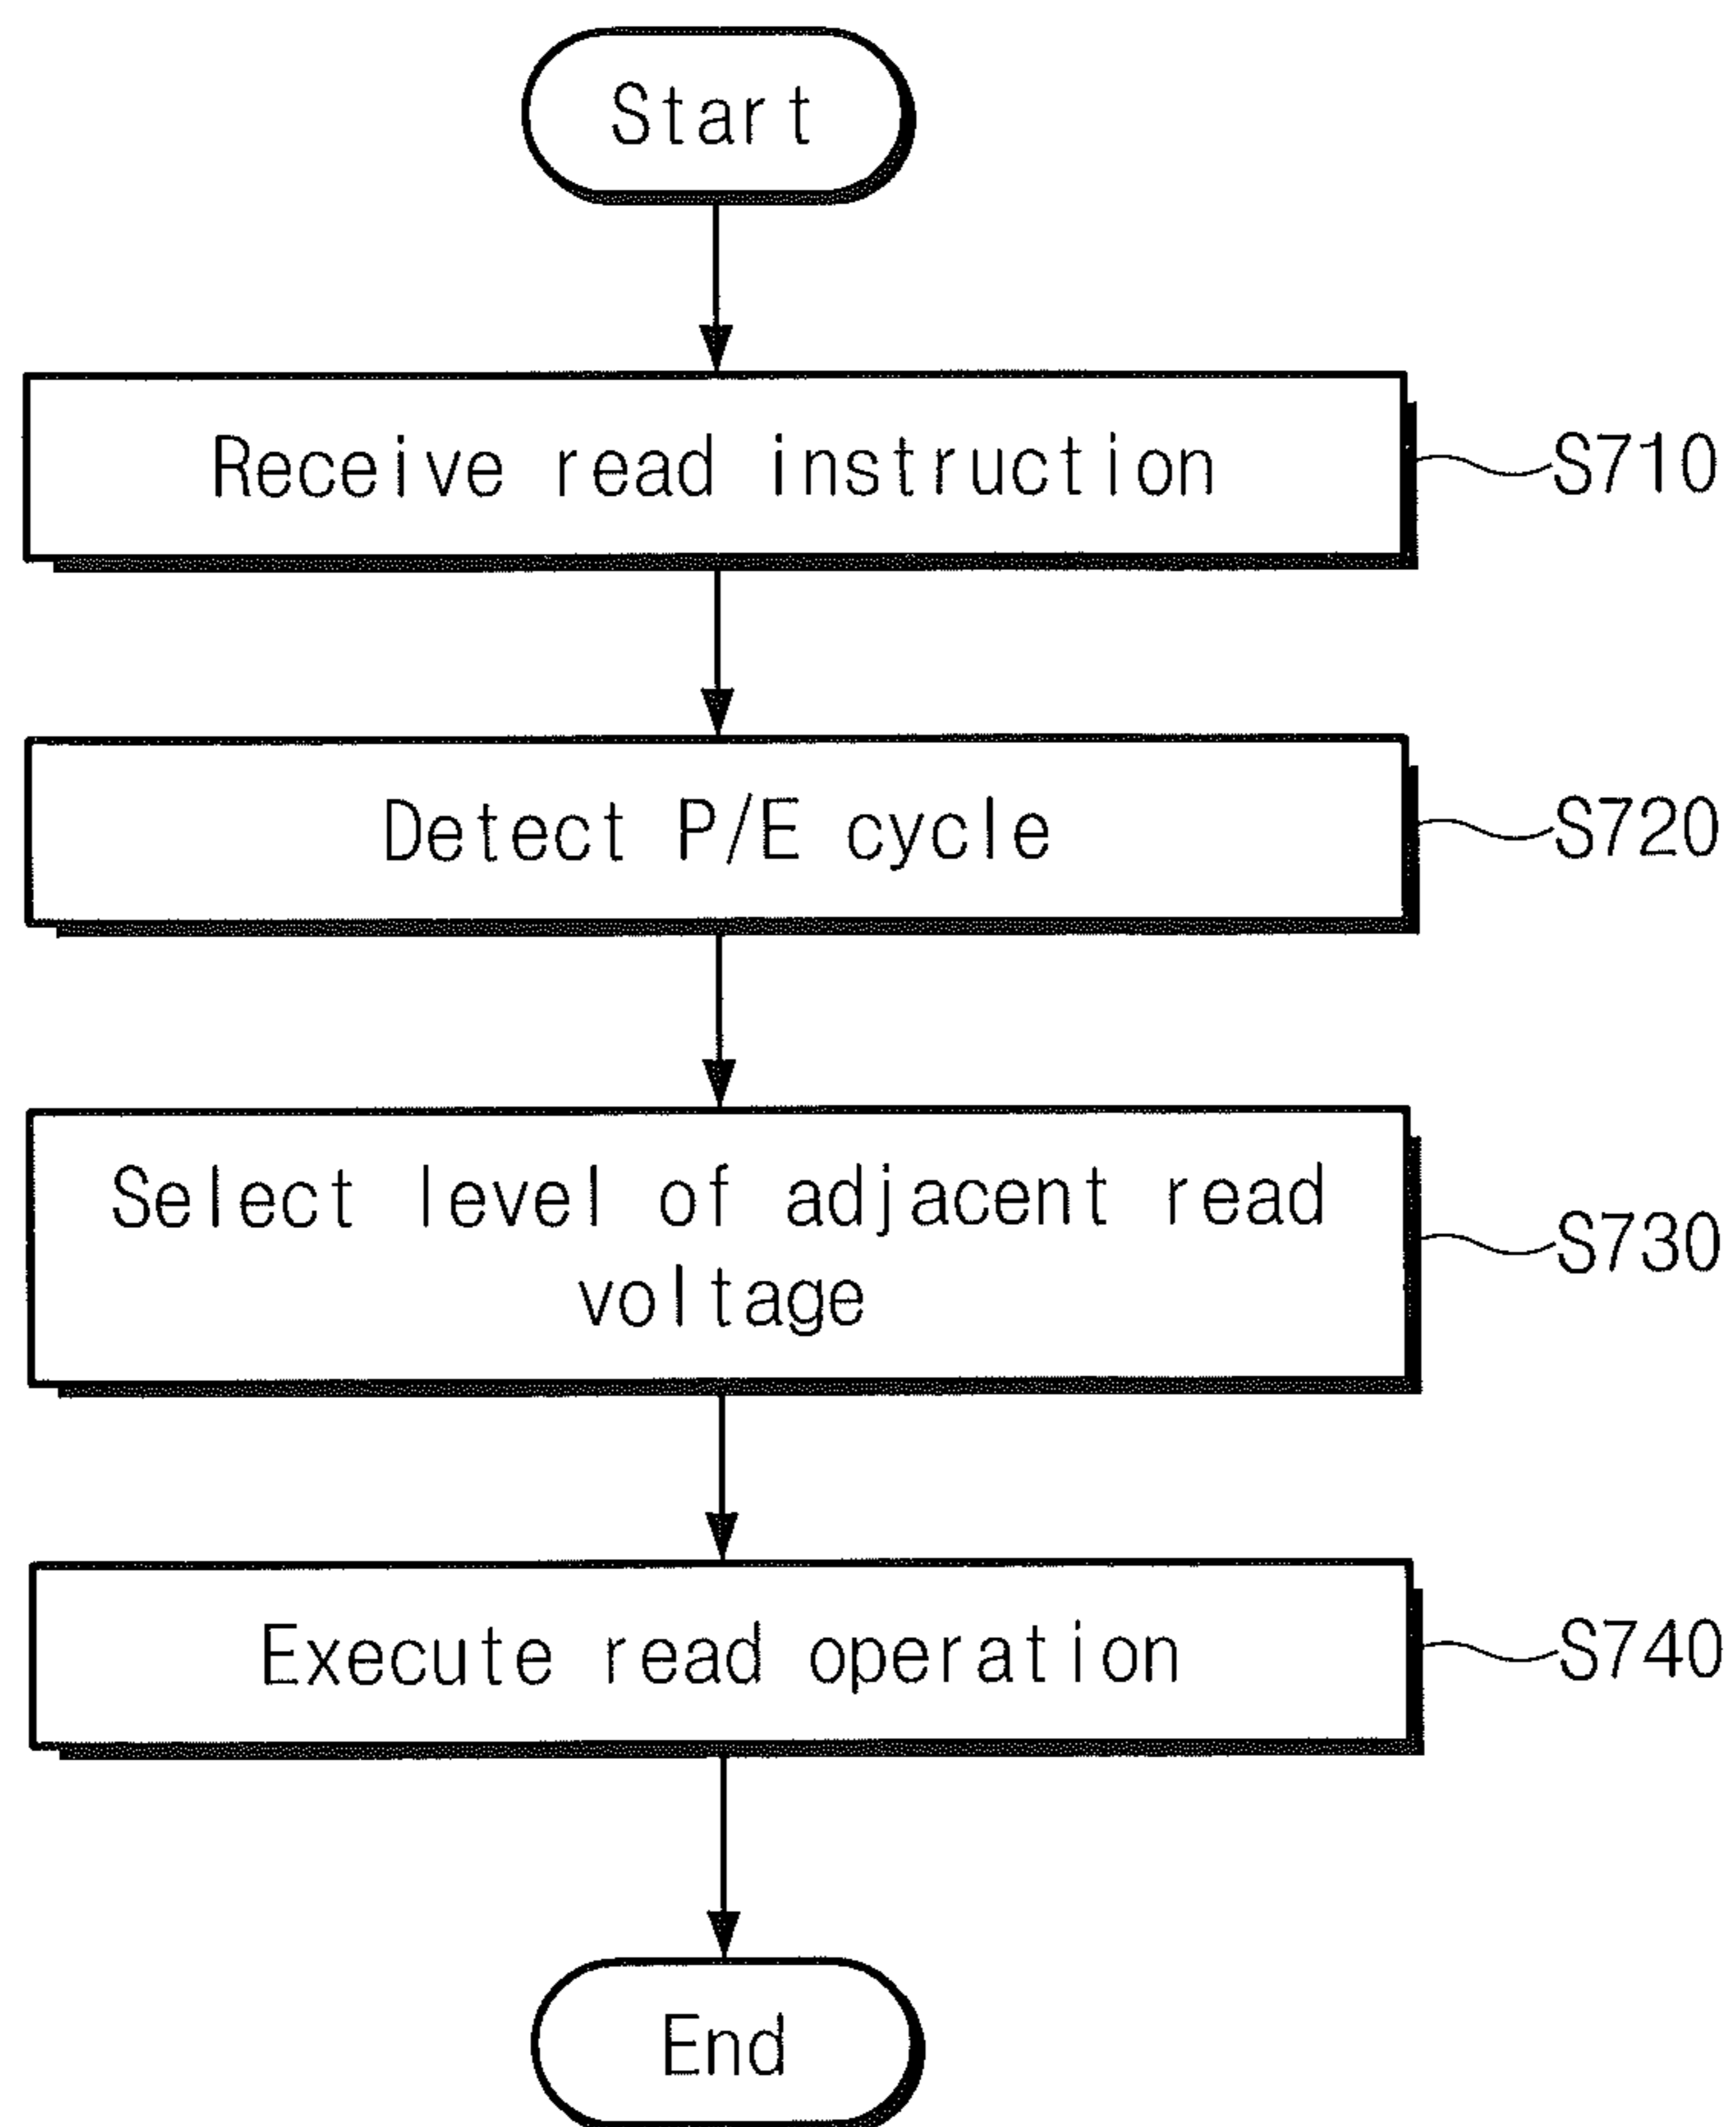 Start
Receive read instruction
S710
Detect P/E cycle
S720
Select level of adjacent read
voltage
S730
Execute read operation
S740
End